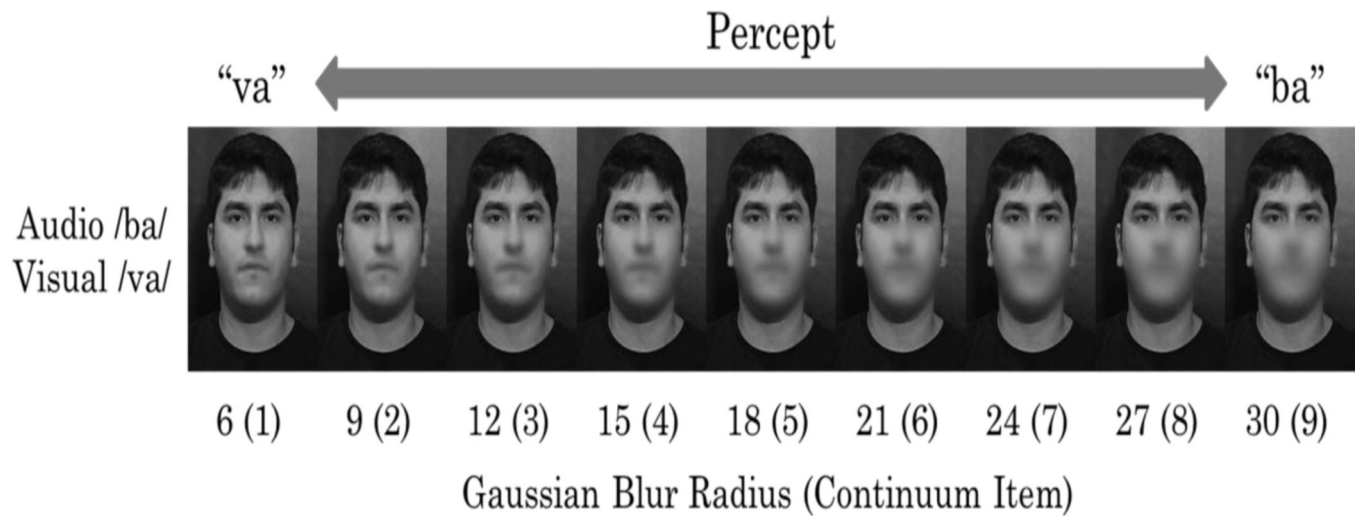 Percept
“va” “ba”
Audio /ba/
Visual /va/
6 (1) 9 (2) 12 (3) 15 (4) 18 (5) 21 (6) 24 (7) 27 (8) 30 (9)
Gaussian Blur Radius (Continuum Item)